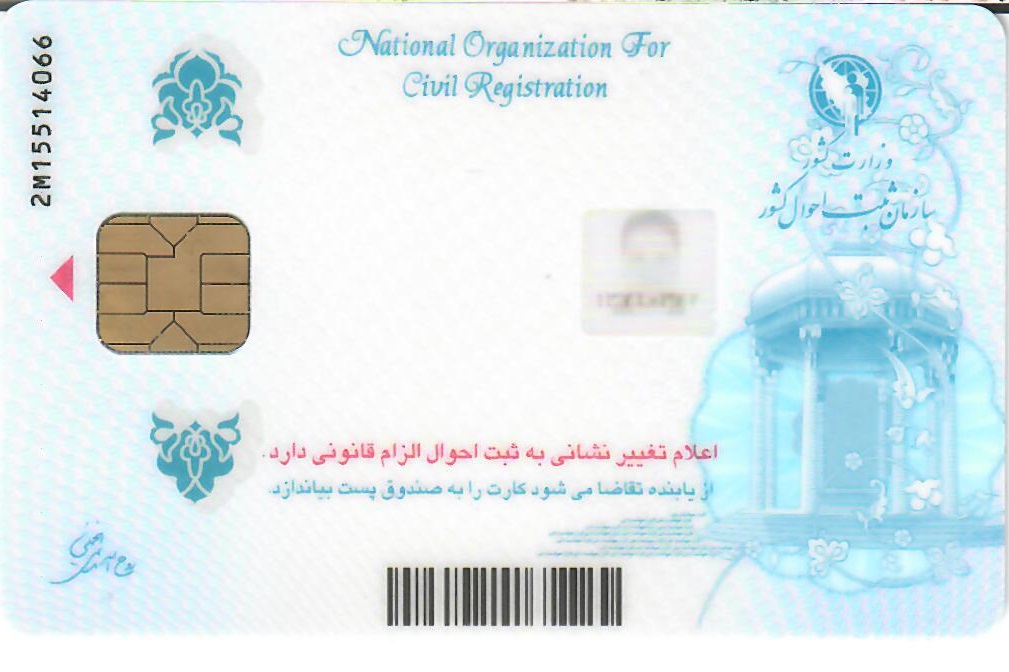 2M15514066
National Organization For
Civil Registration
وزارت کشور
سازمان ثبت احوال کشور
اعلام تغییر نشانی به ثبت احوال الزام قانونی دارد.
از یابنده تقاضا می شود کارت را به صندوق پست بیاندازد.